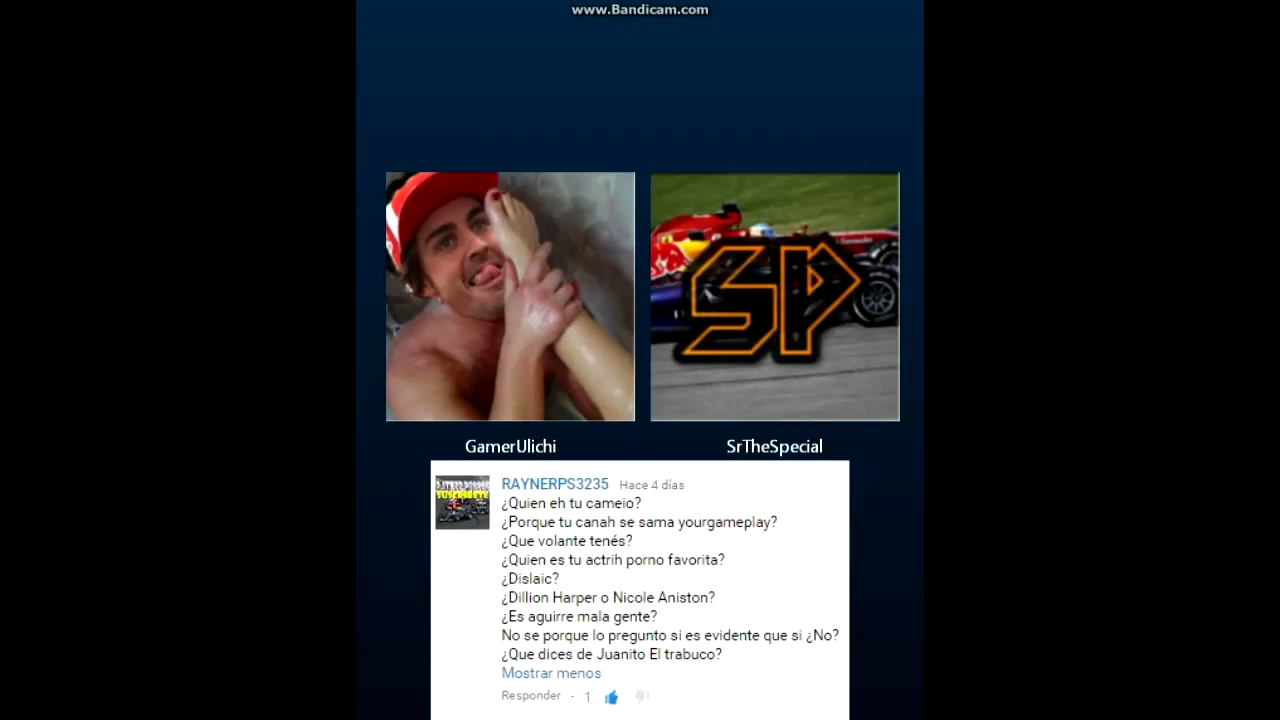 www.Bandicam.com
SP
GamerUlichi
SrTheSpecial
SUSCRIBETE
RAYNERPS3235 Hace 4 días
¿Quien eh tu cameio?
¿Porque tu canah se sama yourgameplay?
¿Que volante tenés?
¿Quien es tu actrih porno favorita?
¿Dislaic?
¿Dillion Harper o Nicole Aniston?
¿Es aguirre mala gente?
No se porque lo pregunto si es evidente que si ¿No?
¿Que dices de Juanito El trabuco?
Mostrar menos
Responder · 1